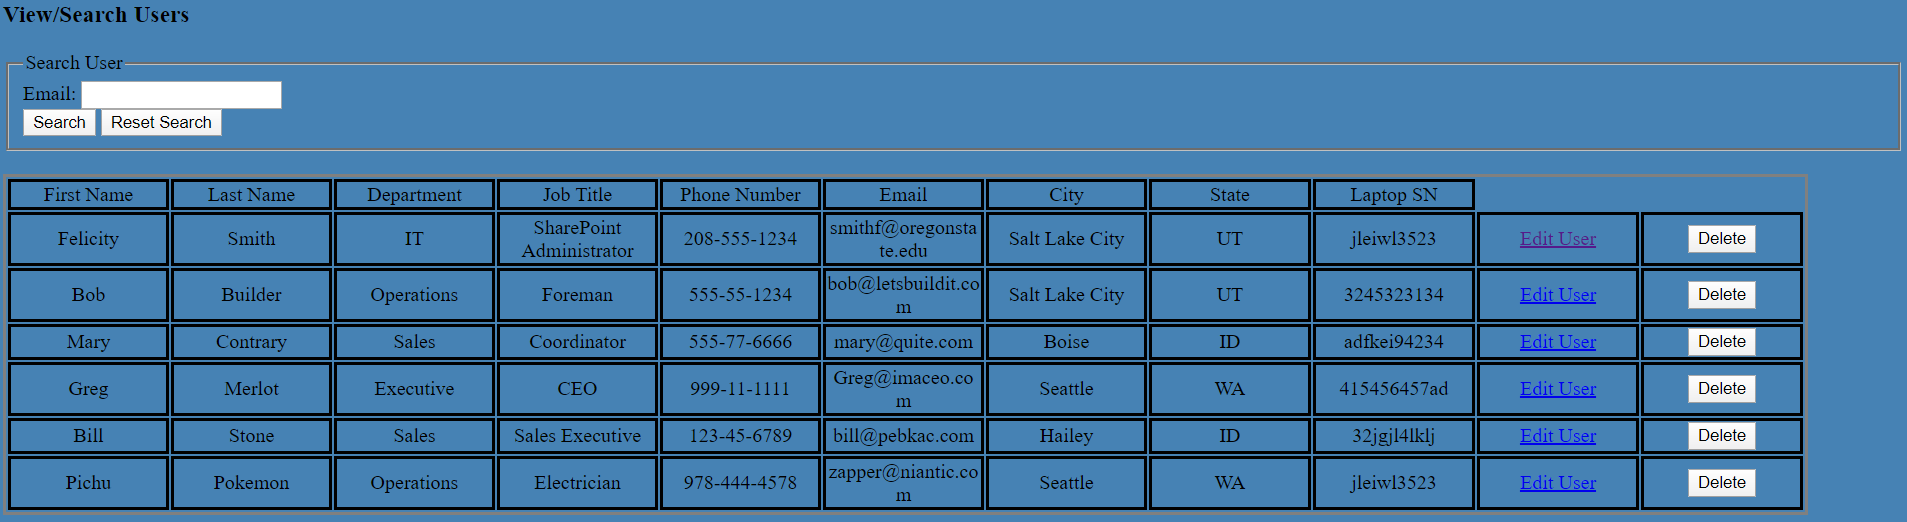 View/Search Users
Search User
Email:
Search Reset Search
First Name Last Name Department Job Title Phone Number Email City State Laptop SN
Felicity Smith IT SharePoint Administrator 208-555-1234 smithf@oregonstate.edu Salt Lake City UT jleiwl3523 Edit User Delete
Bob Builder Operations Foreman 555-55-1234 bob@letsbuildit.com Salt Lake City UT 3245323134 Edit User Delete
Mary Contrary Sales Coordinator 555-77-6666 mary@quite.com Boise ID adfkei94234 Edit User Delete
Greg Merlot Executive CEO 999-11-1111 Greg@imaceo.com Seattle WA 415456457ad Edit User Delete
Bill Stone Sales Sales Executive 123-45-6789 bill@pebkac.com Hailey ID 32jgjl4lklj Edit User Delete
Pichu Pokemon Operations Electrician 978-444-4578 zapper@niantic.com Seattle WA jleiwl3523 Edit User Delete